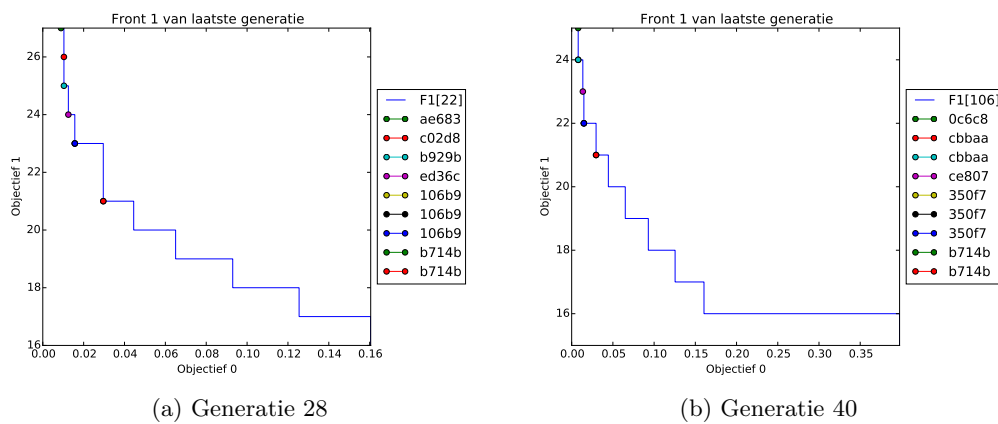 Front 1 van laatste generatie
26
24
22
20
18
16
0.00 0.02 0.04 0.06 0.08 0.10 0.12 0.14 0.16
Objectief 0
Objectief 1
F1[22]
ae683
c02d8
b929b
ed36c
106b9
106b9
106b9
b714b
b714b
(a) Generatie 28
Front 1 van laatste generatie
24
22
20
18
16
0.00 0.05 0.10 0.15 0.20 0.25 0.30 0.35
Objectief 0
Objectief 1
F1[106]
0c6c8
cbbaa
cbbaa
ce807
350f7
350f7
350f7
b714b
b714b
(b) Generatie 40